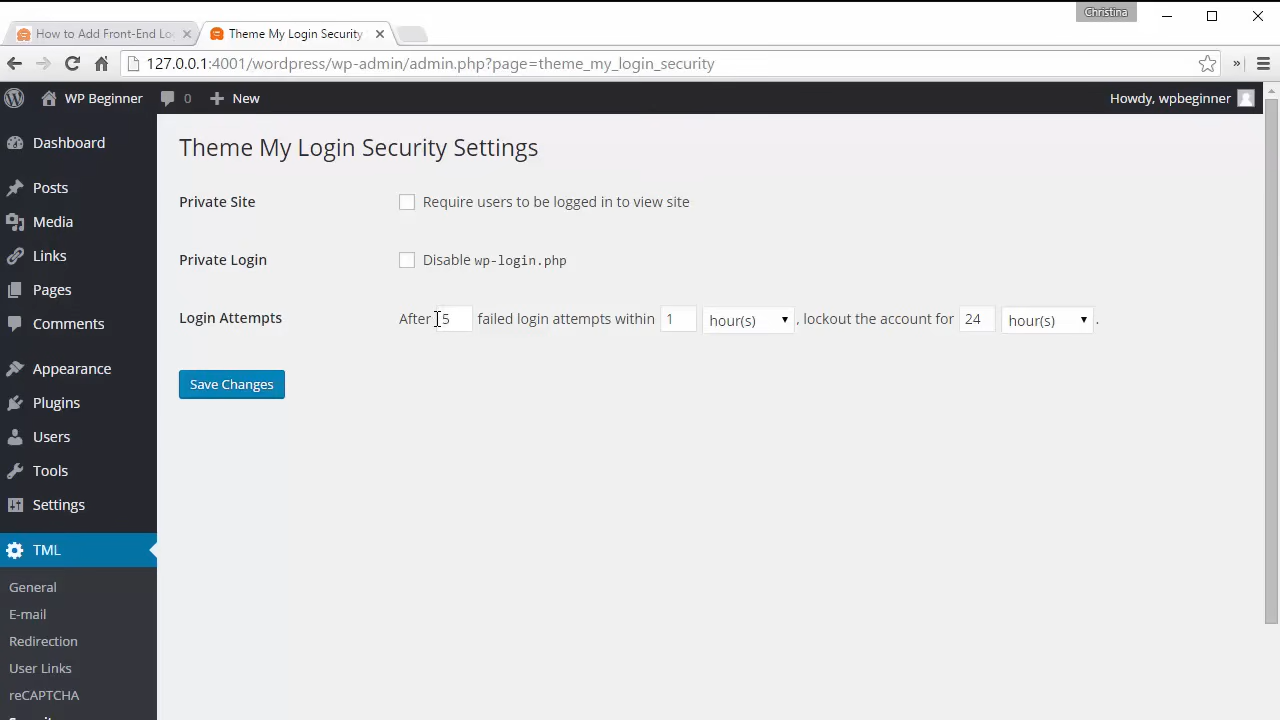 Christina
How to Add Front-End Lo
Theme My Login Security
127.0.0.1:4001/wordpress/wp-admin/admin.php?page=theme_my_login_security
WP Beginner 0 + New Howdy, wpbeginner
Dashboard
Posts
Media
Links
Pages
Comments
Appearance
Plugins
Users
Tools
Settings
TML
General
E-mail
Redirection
User Links
reCAPTCHA
Theme My Login Security Settings
Private Site Require users to be logged in to view site
Private Login Disable wp-login.php
Login Attempts After 5 failed login attempts within 1 hour(s) , lockout the account for 24 hour(s) .
Save Changes